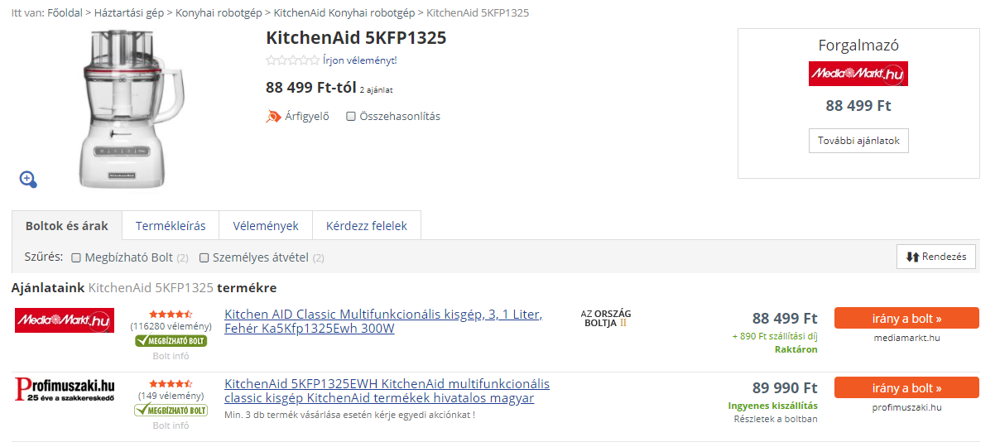 Itt van: Főoldal > Háztartási gép > Konyhai robotgép > KitchenAid Konyhai robotgép > KitchenAid 5KFP1325
KitchenAid 5KFP1325
Írjon véleményt!
88 499 Ft-tól 2 ajánlat
Árfigyelő Összehasonlítás
KitchenAid
Forgalmazó
MediaMarkt.hu
88 499 Ft
További ajánlatok
Boltok és árak Termékleírás Vélemények Kérdezz felelek
Szűrés: Megbízható Bolt (2) Személyes átvétel (2) Rendezés
Ajánlataink KitchenAid 5KFP1325 termékre
MediaMarkt.hu
(116280 vélemény)
MEGBÍZHATÓ BOLT
Bolt infó
Kitchen AID Classic Multifunkcionális kisgép, 3, 1 Liter,
Fehér Ka5Kfp1325Ewh 300W
AZ ORSZÁG
BOLTJA II
88 499 Ft
+ 890 Ft szállítási díj
Raktáron
irány a bolt »
mediamarkt.hu
Profimuszaki.hu
25 éve a szakkereskedő
(149 vélemény)
MEGBÍZHATÓ BOLT
Bolt infó
KitchenAid 5KFP1325EWH KitchenAid multifunkcionális
classic kisgép KitchenAid termékek hivatalos magyar
Min. 3 db termék vásárlása esetén kérje egyedi akciónkat !
89 990 Ft
Ingyenes kiszállítás
Részletek a boltban
irány a bolt »
profimuszaki.hu